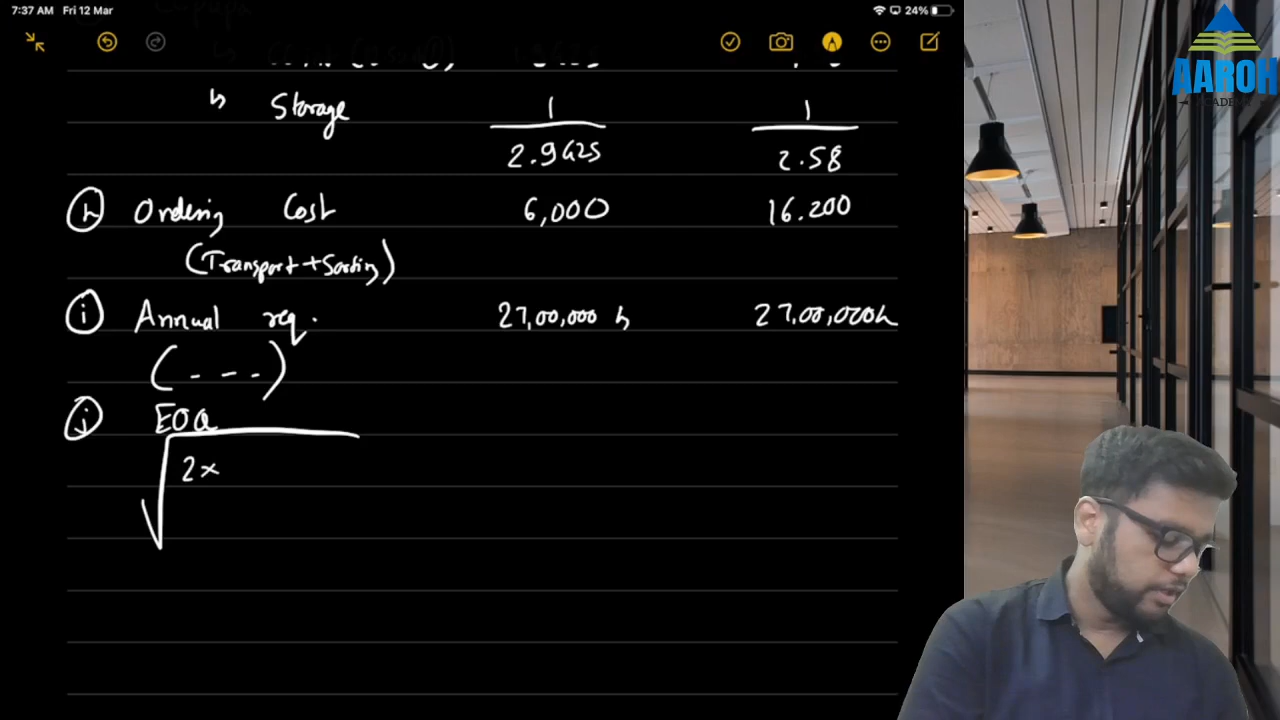 7:37 AM Fri 12 Mar 24%
AAROH
ACADEMY
↳ Storage 1 1
2.9625 2.58
(h) Ordering Cost 6,000 16.200
(Transport + Sorting)
(i) Annual req. 27,00,000 27,00,000
(- - -)
(j) EOQ
√2×